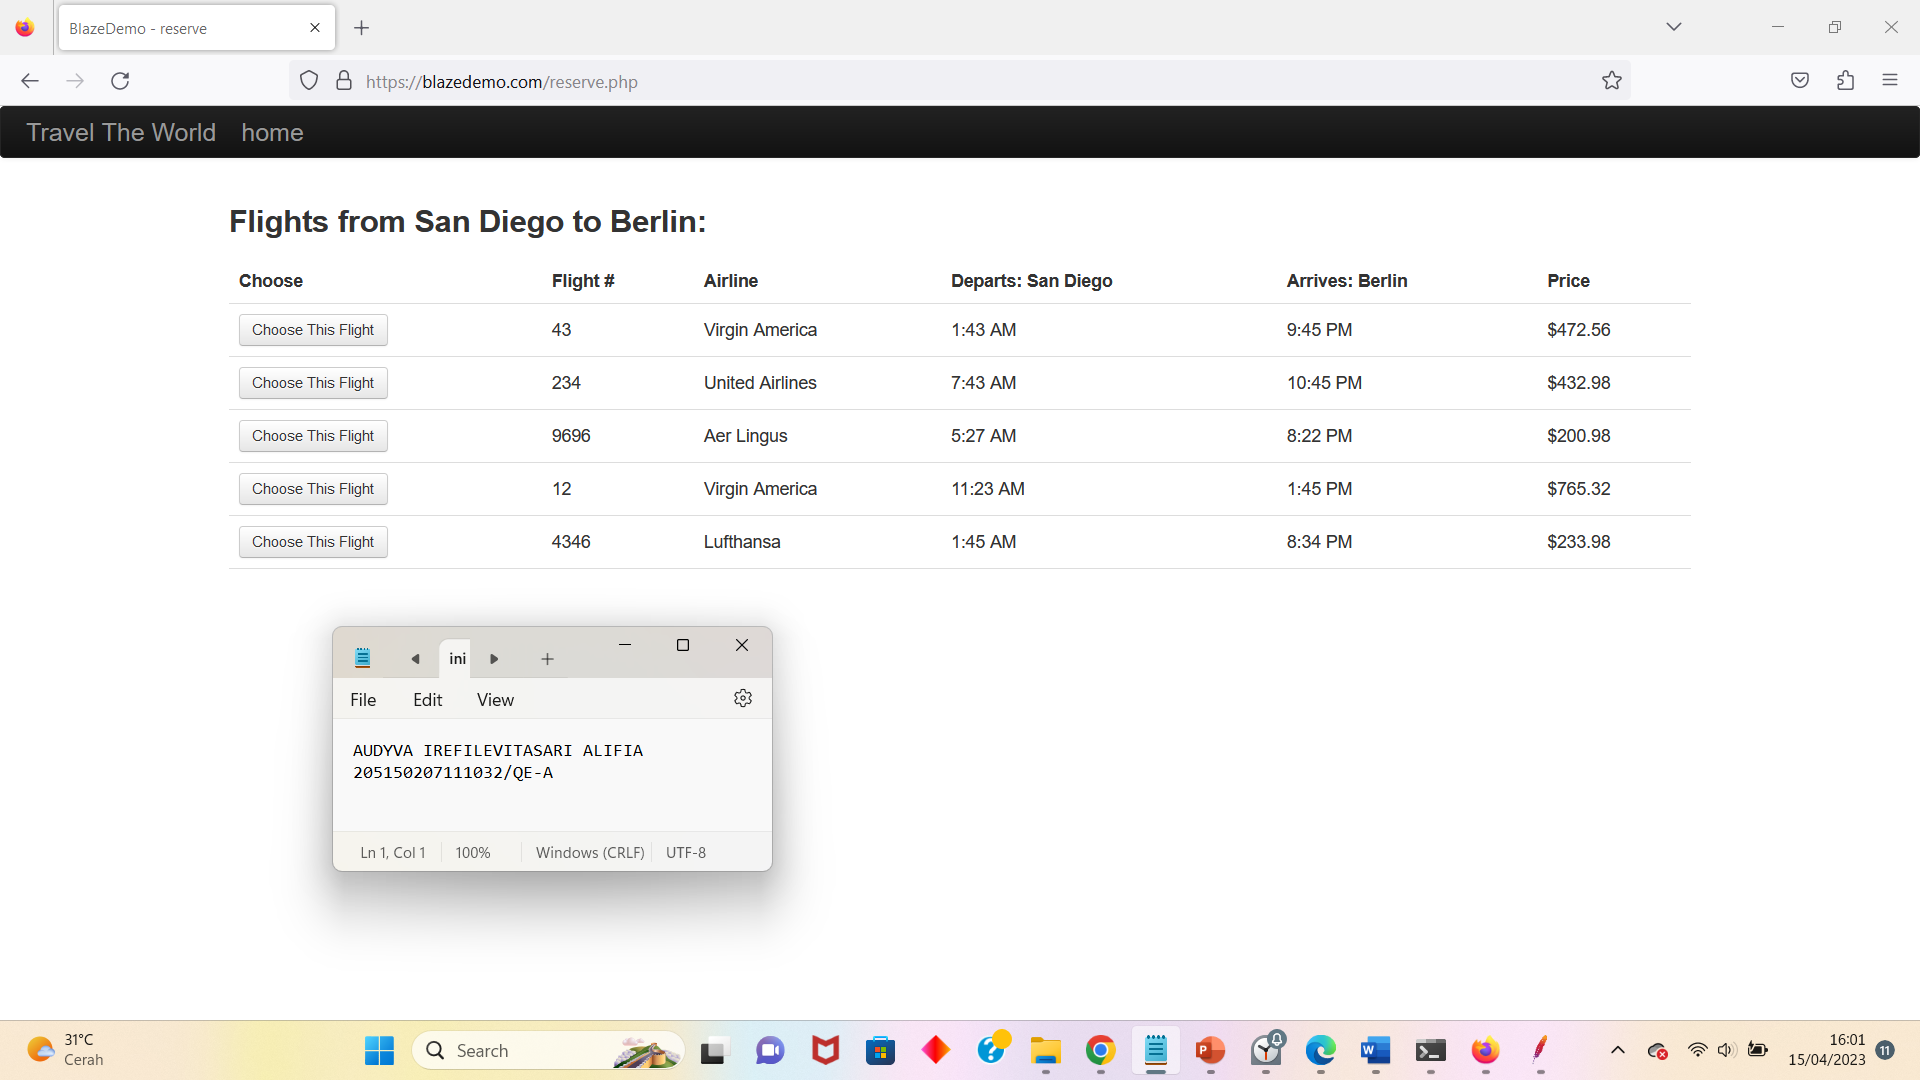 BlazeDemo - reserve
https://blazedemo.com/reserve.php
Travel The World home
Flights from San Diego to Berlin:
Choose Flight # Airline Departs: San Diego Arrives: Berlin Price
Choose This Flight 43 Virgin America 1:43 AM 9:45 PM $472.56
Choose This Flight 234 United Airlines 7:43 AM 10:45 PM $432.98
Choose This Flight 9696 Aer Lingus 5:27 AM 8:22 PM $200.98
Choose This Flight 12 Virgin America 11:23 AM 1:45 PM $765.32
Choose This Flight 4346 Lufthansa 1:45 AM 8:34 PM $233.98
ini
File Edit View
AUDYVA IREFILEVITASARI ALIFIA
205150207111032/QE-A
Ln 1, Col 1 100% Windows (CRLF) UTF-8
31°C
Cerah
Search
16:01
15/04/2023
11